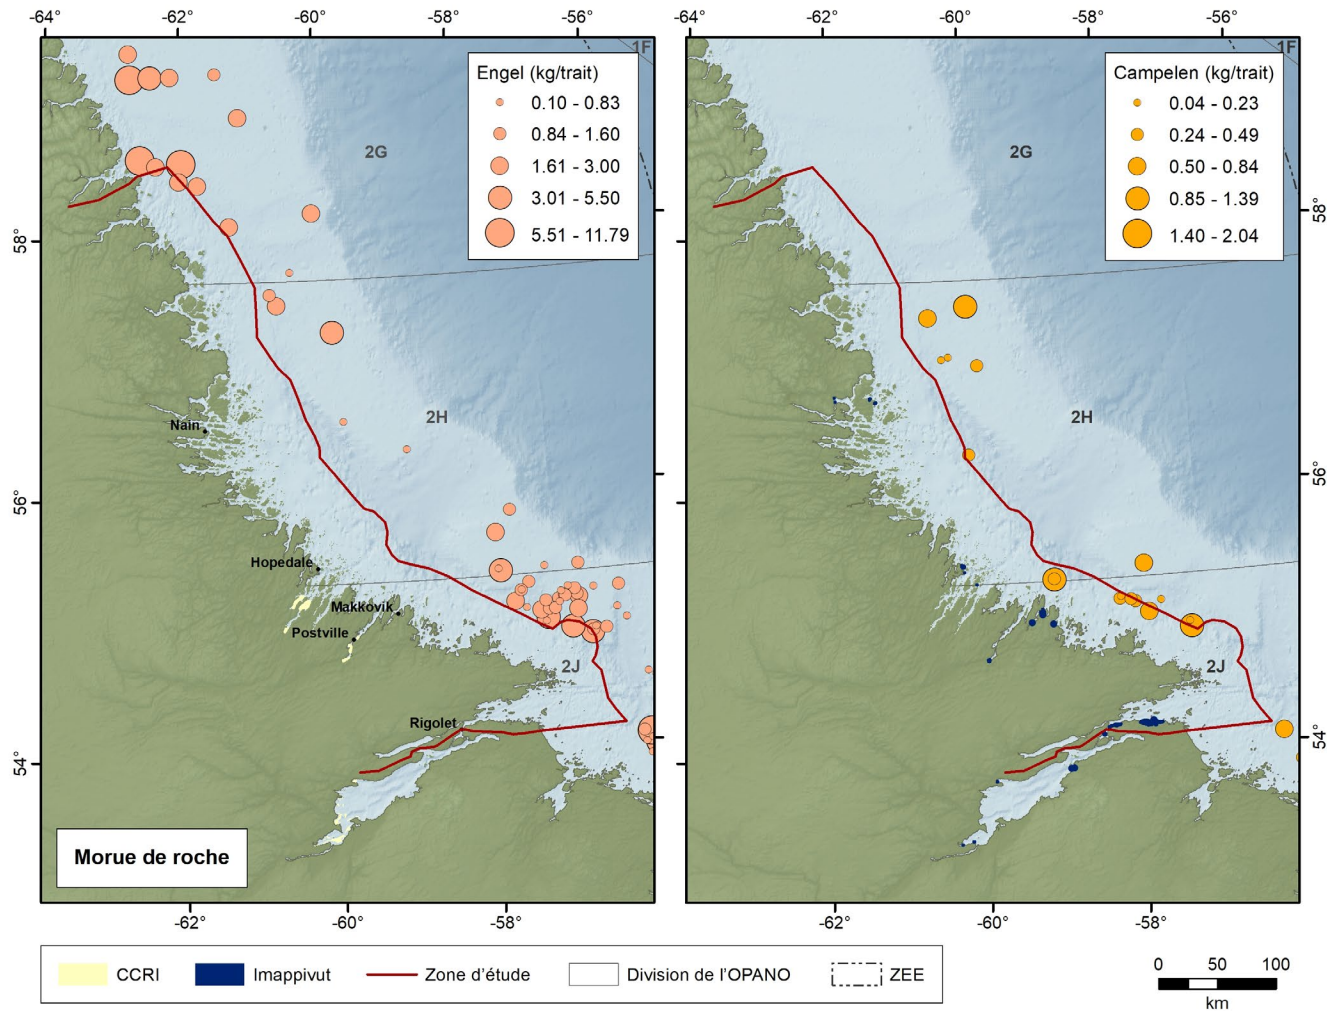 -64° -62° -60° -58° -56°
-64° -62° -60° -58° -56°
1F
1F
Engel (kg/trait)
0.10 - 0.83
0.84 - 1.60
1.61 - 3.00
3.01 - 5.50
5.51 - 11.79
Campelen (kg/trait)
0.04 - 0.23
0.24 - 0.49
0.50 - 0.84
0.85 - 1.39
1.40 - 2.04
2G
2G
58°
58°
2H
2H
Nain
56°
56°
Hopedale
Makkovik
Postville
2J
2J
Rigolet
54°
54°
Morue de roche
-62° -60° -58°
-62° -60° -58°
CCRI
Imappivut
Zone d'étude
Division de l'OPANO
ZEE
0 50 100
km